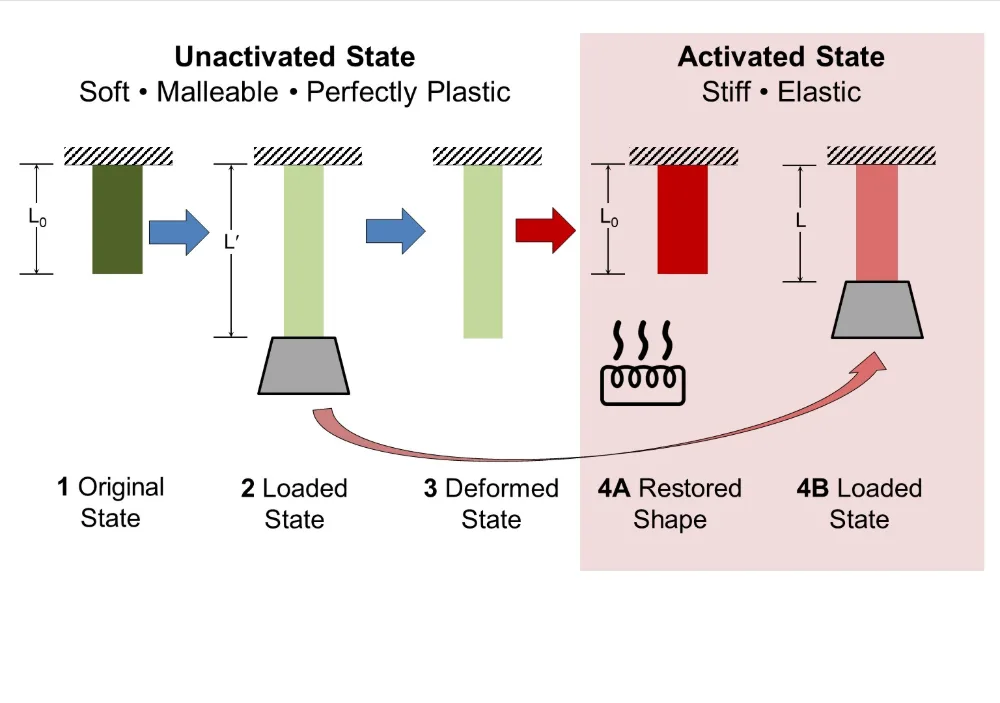 Unactivated State
Soft • Malleable • Perfectly Plastic
Activated State
Stiff • Elastic
L₀
L′
L₀
L
1 Original
State
2 Loaded
State
3 Deformed
State
4A Restored
Shape
4B Loaded
State